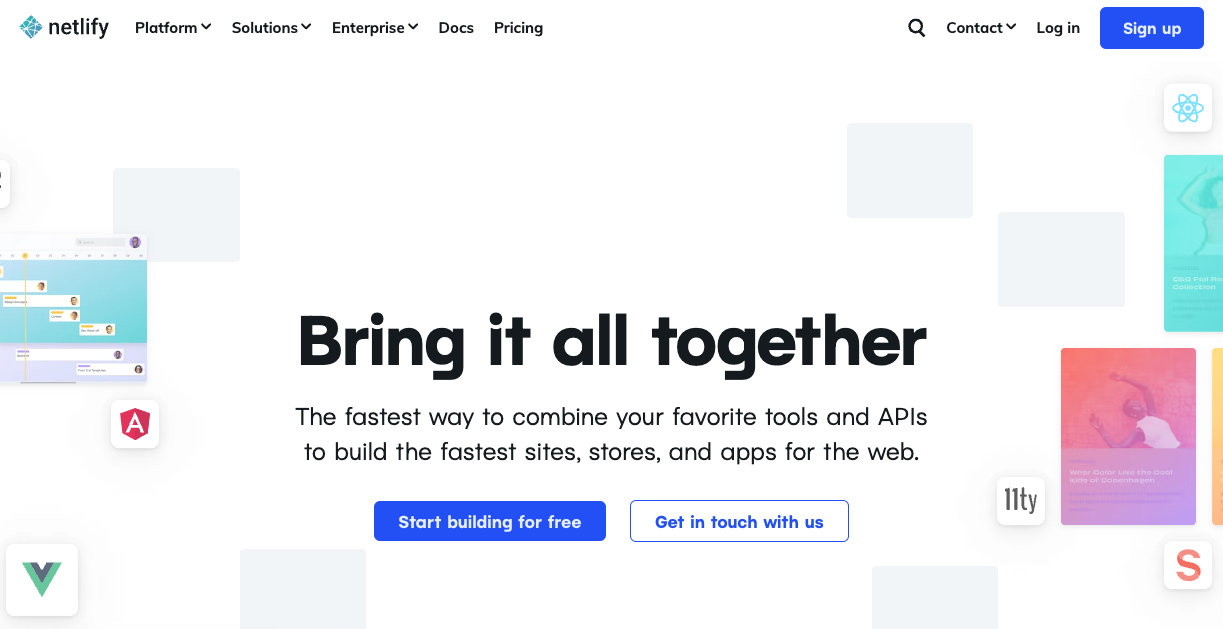 netlify
Platform
Solutions
Enterprise
Docs
Pricing
Contact
Log in
Sign up
Bring it all together
The fastest way to combine your favorite tools and APIs
to build the fastest sites, stores, and apps for the web.
Start building for free
Get in touch with us
Wear Color Like the Cool
Kids of Copenhagen
11ty
S